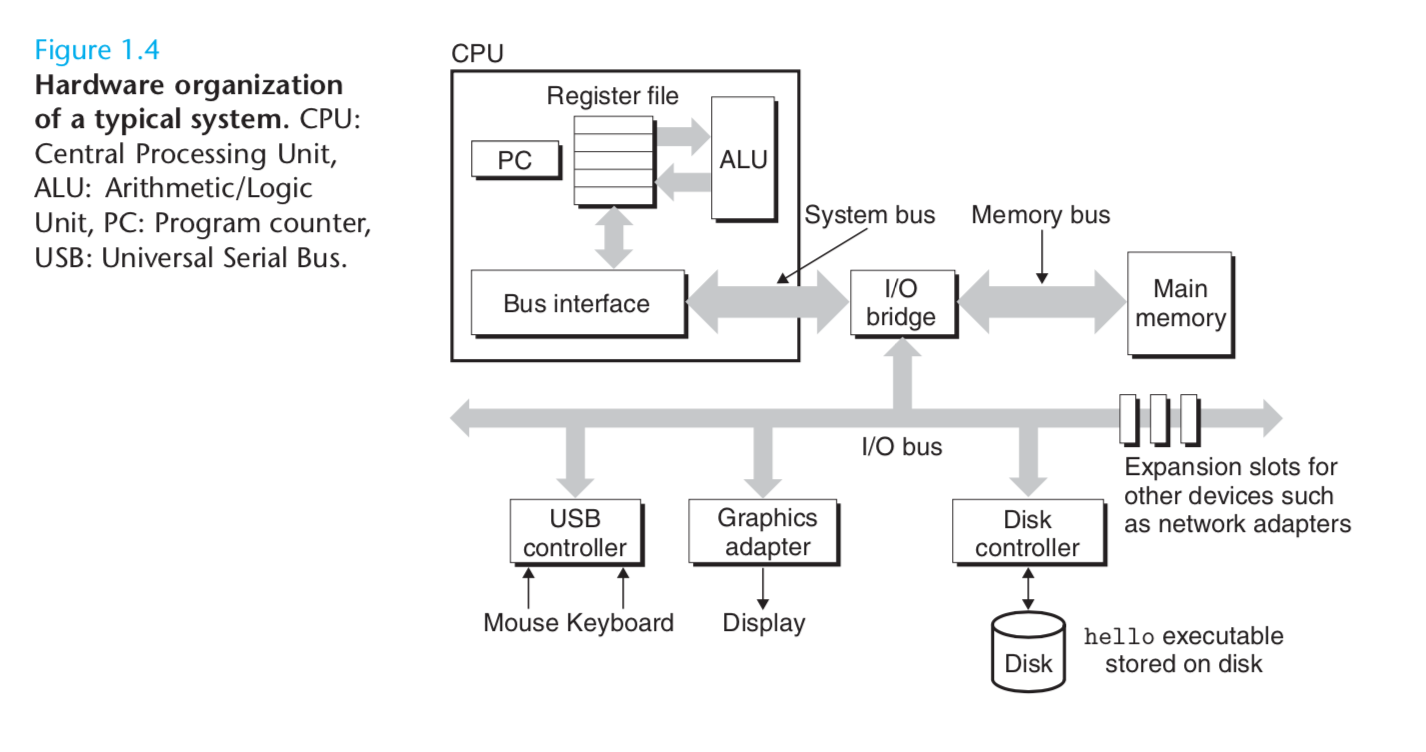 Figure 1.4
Hardware organization
of a typical system. CPU:
Central Processing Unit,
ALU: Arithmetic/Logic
Unit, PC: Program counter,
USB: Universal Serial Bus.
CPU
Register file
PC
ALU
System bus
Memory bus
Bus interface
I/O
bridge
Main
memory
I/O bus
Expansion slots for
other devices such
as network adapters
USB
controller
Graphics
adapter
Disk
controller
Mouse Keyboard
Display
Disk
hello executable
stored on disk